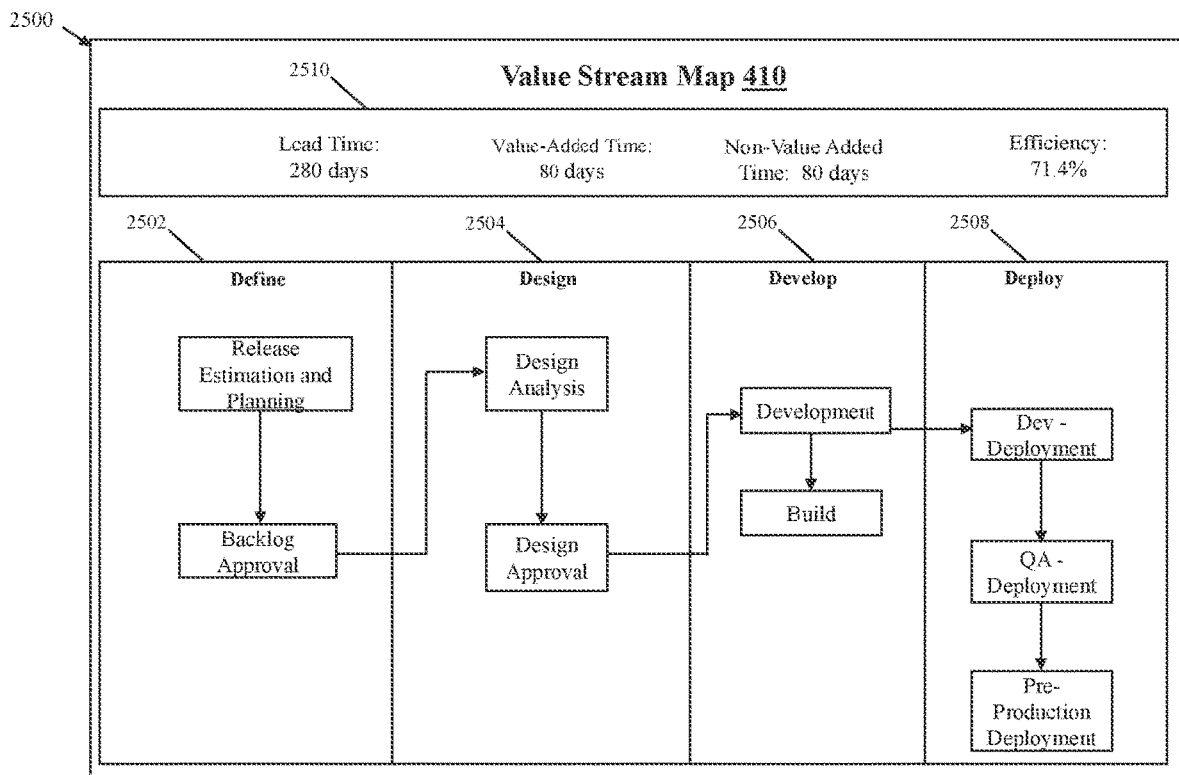 2500
Value Stream Map 410
2510
Lead Time:
280 days
Value-Added Time:
80 days
Non-Value Added
Time: 80 days
Efficiency:
71.4%
2502
2504
2506
2508
Define
Design
Develop
Deploy
Release
Estimation and
Planning
Backlog
Approval
Design
Analysis
Design
Approval
Development
Build
Dev -
Deployment
QA -
Deployment
Pre-
Production
Deployment